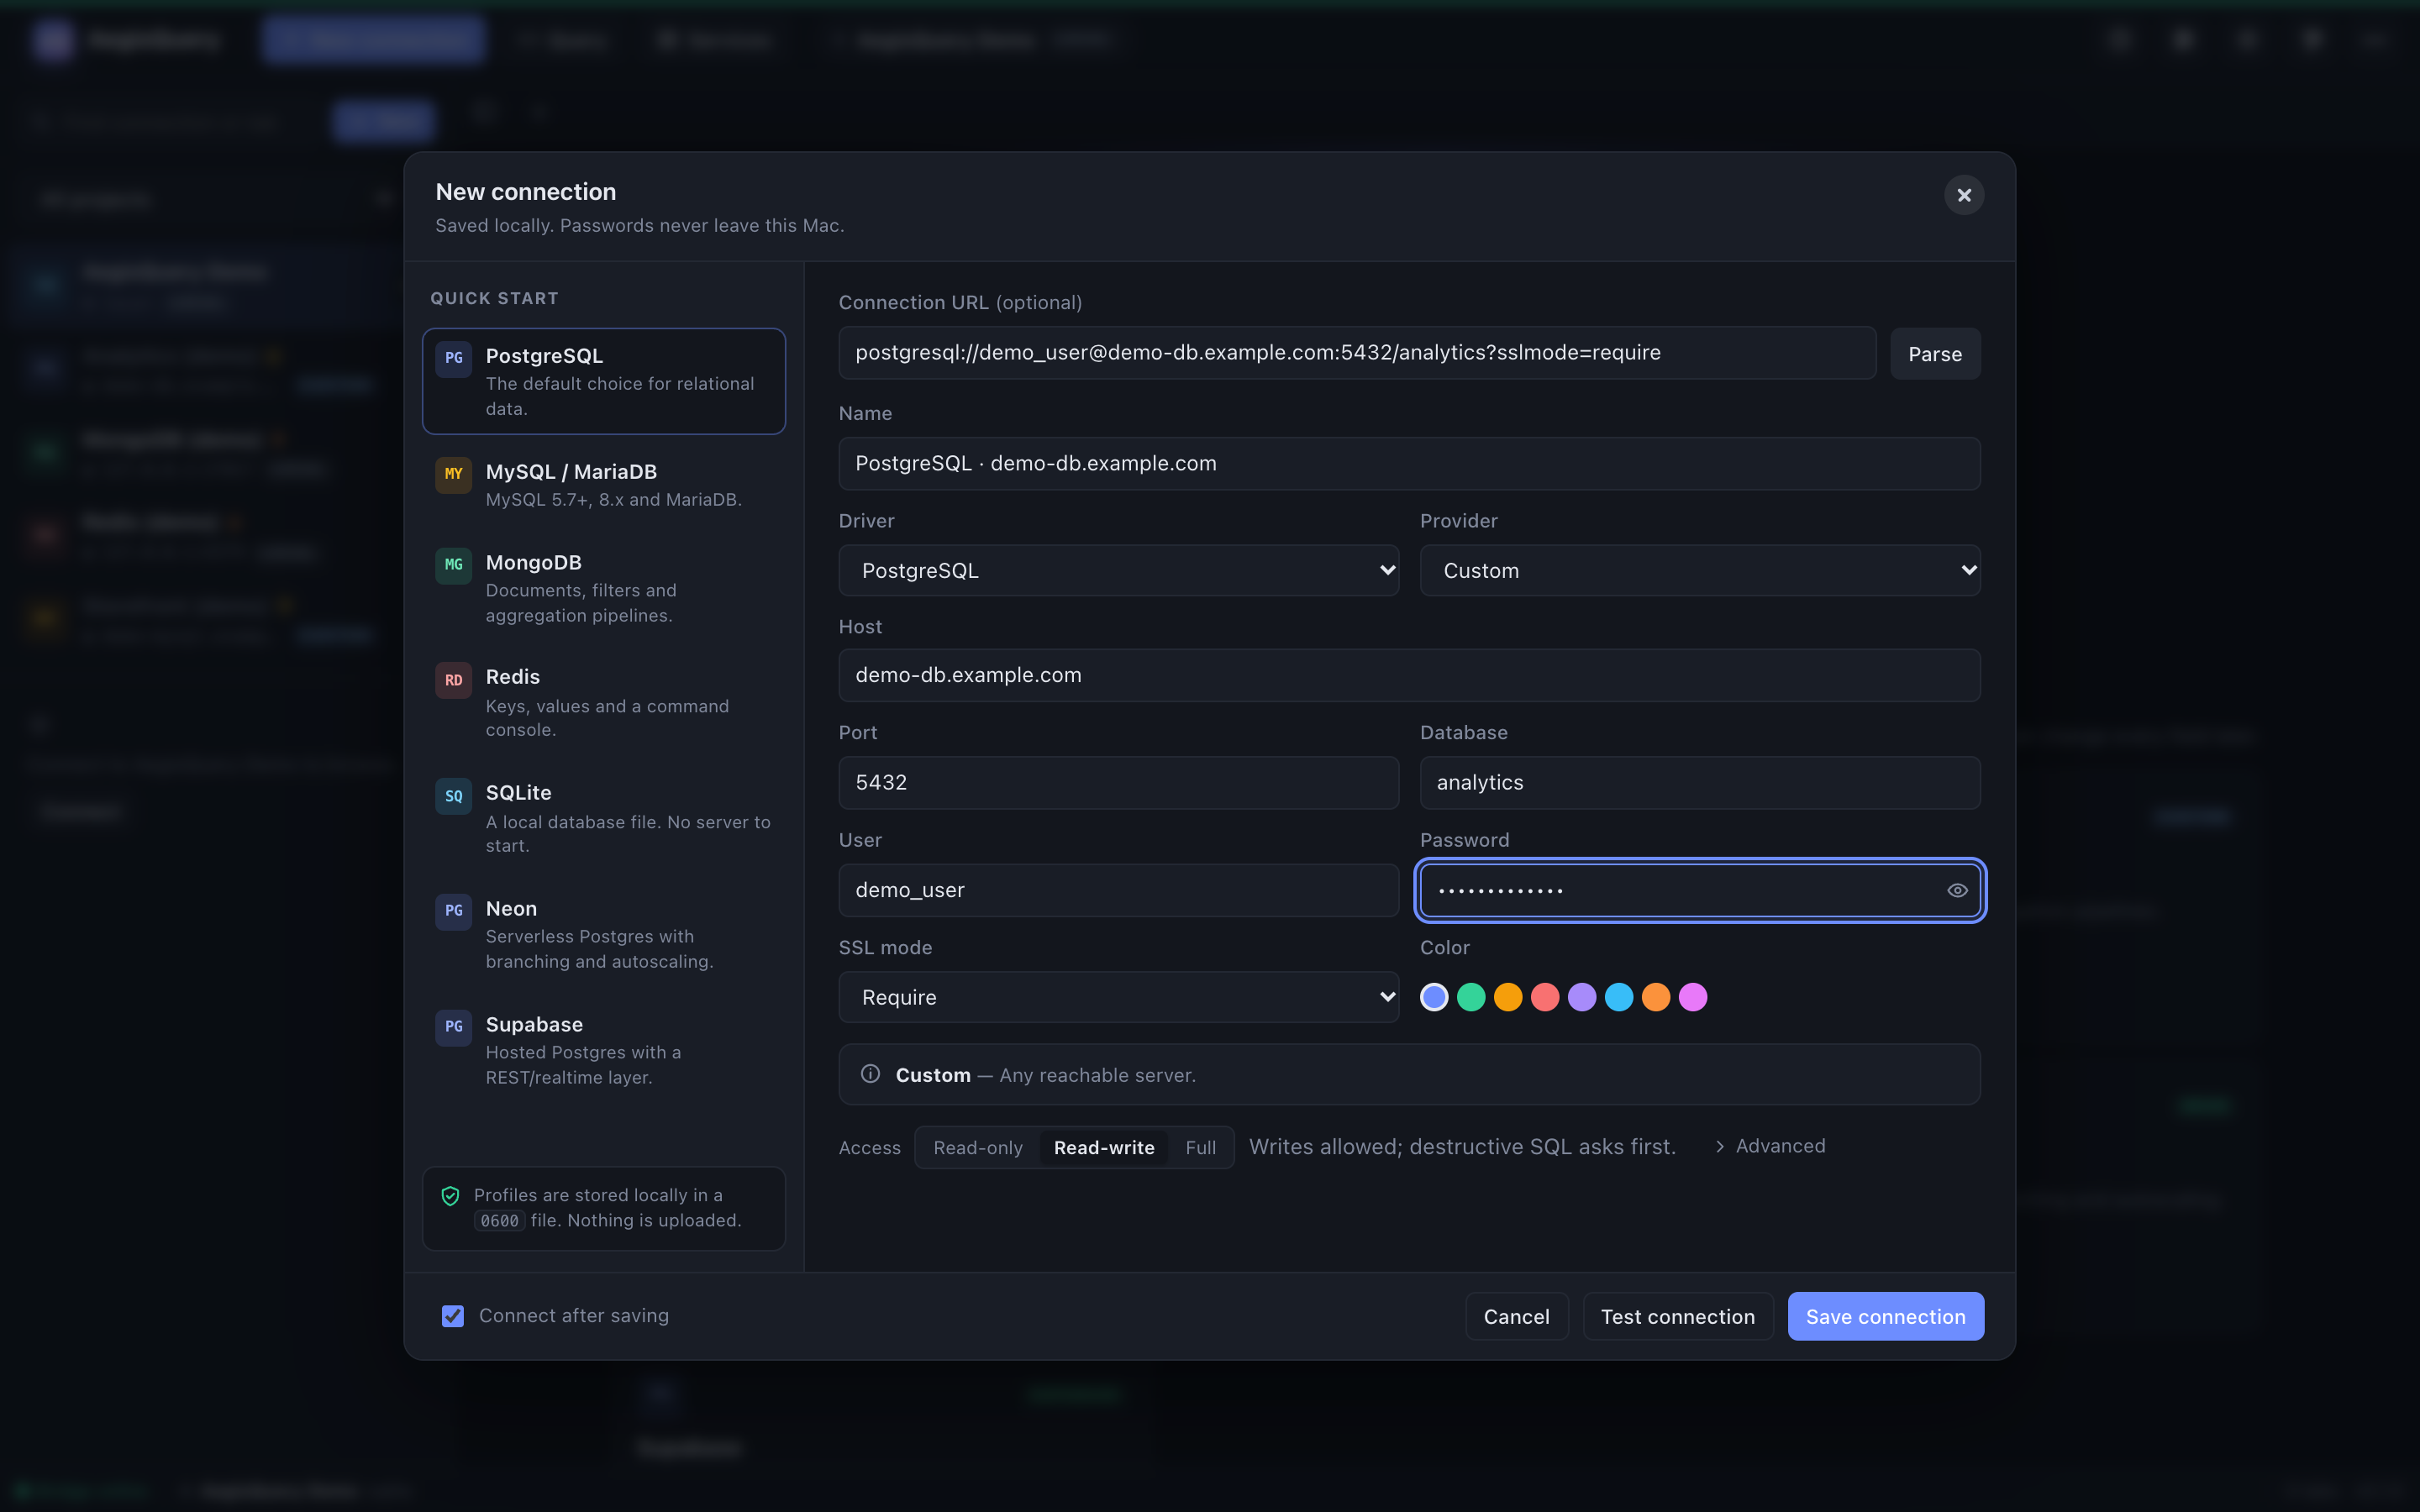 New connection
Saved locally. Passwords never leave this Mac.
QUICK START
PG
PostgreSQL
The default choice for relational
data.
MY
MySQL / MariaDB
MySQL 5.7+, 8.x and MariaDB.
MG
MongoDB
Documents, filters and
aggregation pipelines.
RD
Redis
Keys, values and a command
console.
SQ
SQLite
A local database file. No server to
start.
PG
Neon
Serverless Postgres with
branching and autoscaling.
PG
Supabase
Hosted Postgres with a
REST/realtime layer.
Profiles are stored locally in a
0600 file. Nothing is uploaded.
Connection URL (optional)
postgresql://demo_user@demo-db.example.com:5432/analytics?sslmode=require
Parse
Name
PostgreSQL · demo-db.example.com
Driver
Provider
PostgreSQL
Custom
Host
demo-db.example.com
Port
Database
5432
analytics
User
Password
demo_user
•••••••••••••
SSL mode
Color
Require
Custom — Any reachable server.
Access
Read-only
Read-write
Full
Writes allowed; destructive SQL asks first.
Advanced
Connect after saving
Cancel
Test connection
Save connection